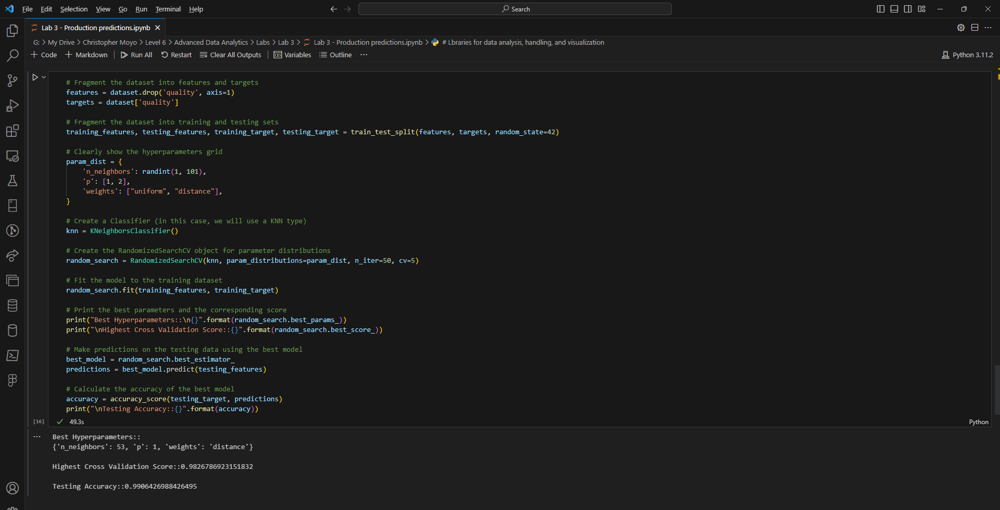 File Edit Selection View Go Run Terminal Help
Search
Lab 3 - Production predictions.ipynb
G: > My Drive > Christopher Moyo > Level 6 > Advanced Data Analytics > Labs > Lab 3 > Lab 3 - Production predictions.ipynb > # Lbraries for data analysis, handling, and visualization
+ Code + Markdown Run All Restart Clear All Outputs Variables Outline ...
Python 3.11.2
# Fragment the dataset into features and targets
features = dataset.drop('quality', axis=1)
targets = dataset['quality']
# Fragment the dataset into training and testing sets
training_features, testing_features, training_target, testing_target = train_test_split(features, targets, random_state=42)
# Clearly show the hyperparameters grid
param_dist = {
'n_neighbors': randint(1, 101),
'p': [1, 2],
'weights': ["uniform", "distance"],
}
# Create a Classifier (in this case, we will use a KNN type)
knn = KNeighborsClassifier()
# Create the RandomizedSearchCV object for parameter distributions
random_search = RandomizedSearchCV(knn, param_distributions=param_dist, n_iter=50, cv=5)
# Fit the model to the training dataset
random_search.fit(training_features, training_target)
# Print the best parameters and the corresponding score
print("Best Hyperparameters::\n{}".format(random_search.best_params_))
print("\nHighest Cross Validation Score::{}".format(random_search.best_score_))
# Make predictions on the testing data using the best model
best_model = random_search.best_estimator_
predictions = best_model.predict(testing_features)
# Calculate the accuracy of the best model
accuracy = accuracy_score(testing_target, predictions)
print("\nTesting Accuracy::{}".format(accuracy))
[16] 49.3s
Python
... Best Hyperparameters::
{'n_neighbors': 53, 'p': 1, 'weights': 'distance'}
Highest Cross Validation Score::0.9826786923151832
Testing Accuracy::0.9906426988426495